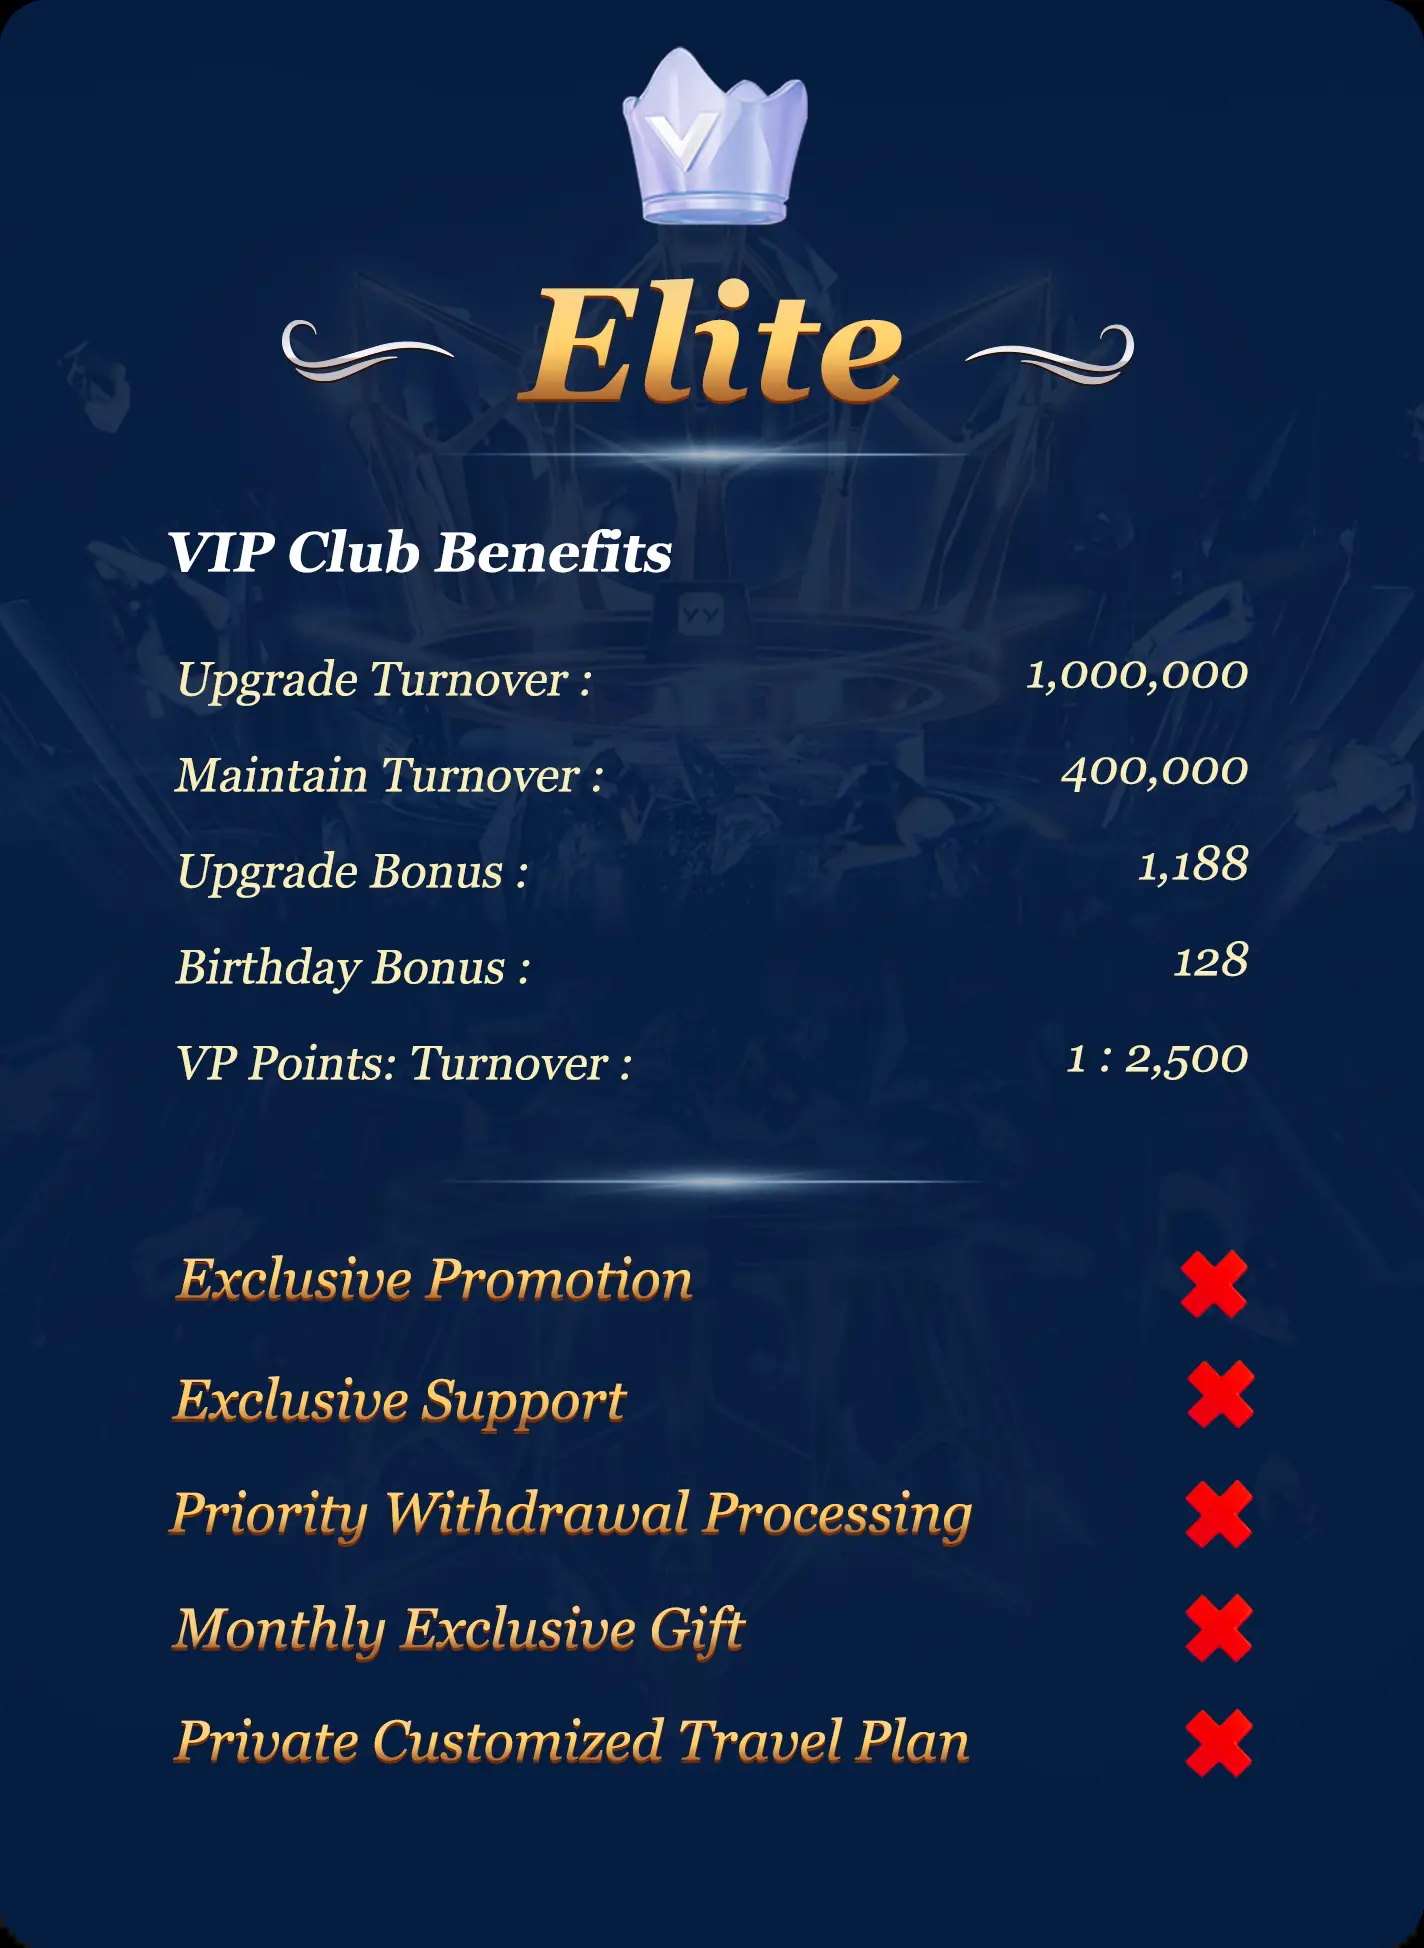 V
Elite
VIP Club Benefits
YY
Upgrade Turnover : 1,000,000
Maintain Turnover : 400,000
Upgrade Bonus : 1,188
Birthday Bonus : 128
VP Points: Turnover : 1 : 2,500
Exclusive Promotion
Exclusive Support
Priority Withdrawal Processing
Monthly Exclusive Gift
Private Customized Travel Plan